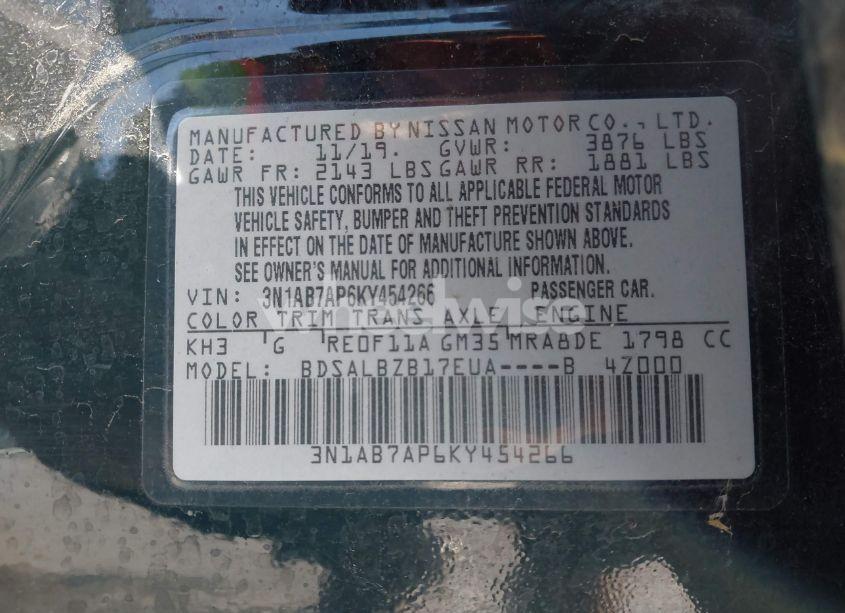 MANUFACTURED BY NISSAN MOTOR CO., LTD.
DATE: 11/19. GVWR: 3876 LBS
GAWR FR: 2143 LBS GAWR RR: 1881 LBS
THIS VEHICLE CONFORMS TO ALL APPLICABLE FEDERAL MOTOR
VEHICLE SAFETY, BUMPER AND THEFT PREVENTION STANDARDS
IN EFFECT ON THE DATE OF MANUFACTURE SHOWN ABOVE.
SEE OWNER'S MANUAL FOR ADDITIONAL INFORMATION.
VIN: 3N1AB7AP6KY454266 PASSENGER CAR.
wheelwise
COLOR TRIM TRANS AXLE ENGINE
KH3 G RE0F11A GM35 MRA8DE 1798 CC
MODEL: BDSALBZB17EUA----B 4Z000
3N1AB7AP6KY454266